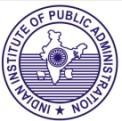 INDIAN INSTITUTE OF PUBLIC ADMINISTRATION